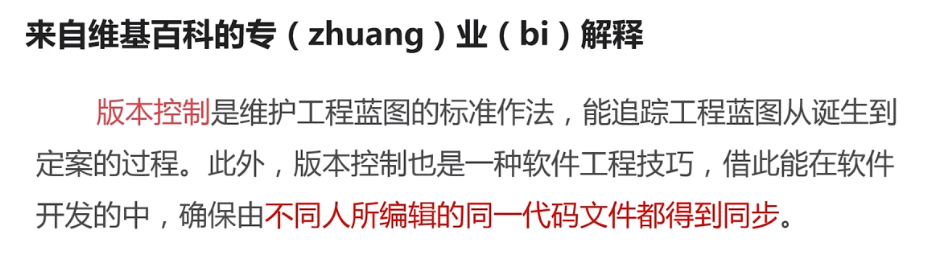 来自维基百科的专（zhuang）业（bi）解释
版本控制是维护工程蓝图的标准作法，能追踪工程蓝图从诞生到
定案的过程。此外，版本控制也是一种软件工程技巧，借此能在软件
开发的中，确保由不同人所编辑的同一代码文件都得到同步。